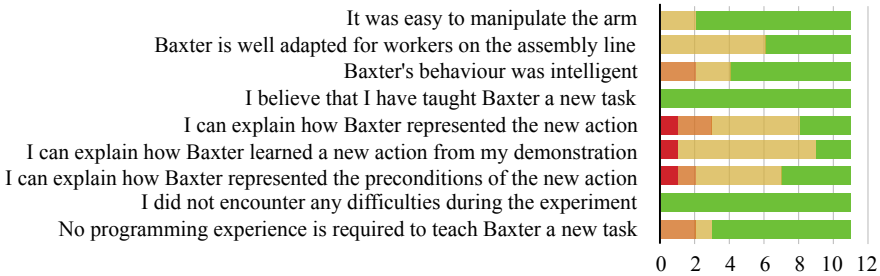 It was easy to manipulate the arm
Baxter is well adapted for workers on the assembly line
Baxter's behaviour was intelligent
I believe that I have taught Baxter a new task
I can explain how Baxter represented the new action
I can explain how Baxter learned a new action from my demonstration
I can explain how Baxter represented the preconditions of the new action
I did not encounter any difficulties during the experiment
No programming experience is required to teach Baxter a new task
0 2 4 6 8 10 12